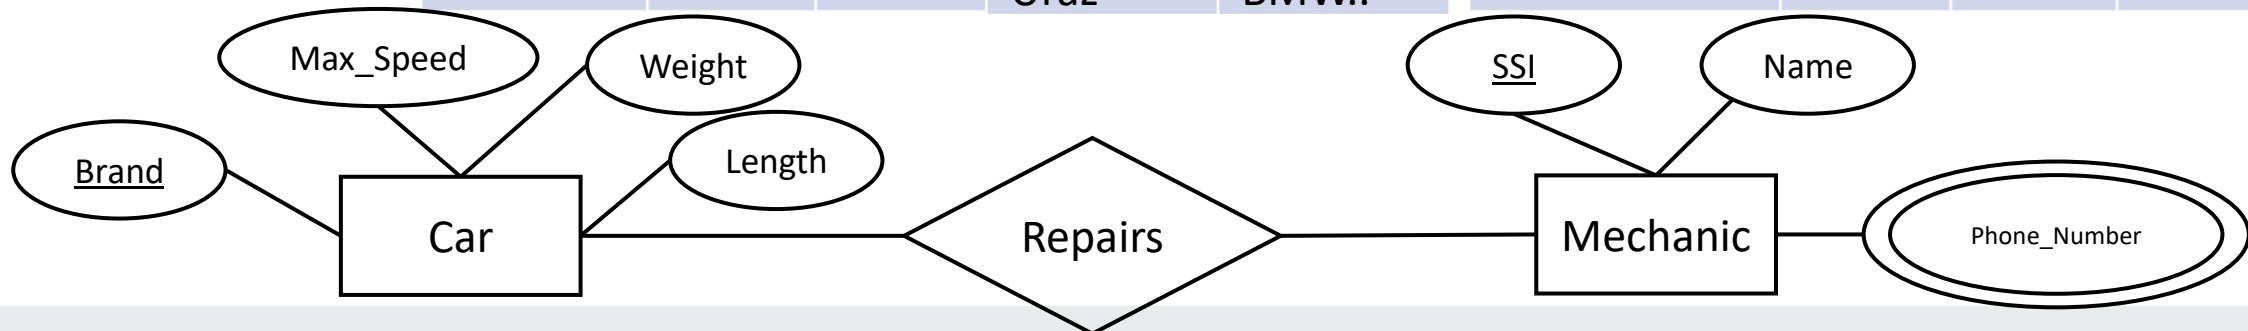 Max_Speed
Weight
SSI
Name
Brand
Length
Car
Repairs
Mechanic
Phone_Number